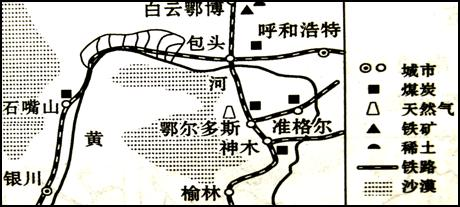 白云鄂博
包头
呼和浩特
河
石嘴山
黄
鄂尔多斯
准格尔
神木
银川
榆林
城市
煤炭
天然气
铁矿
稀土
铁路
沙漠